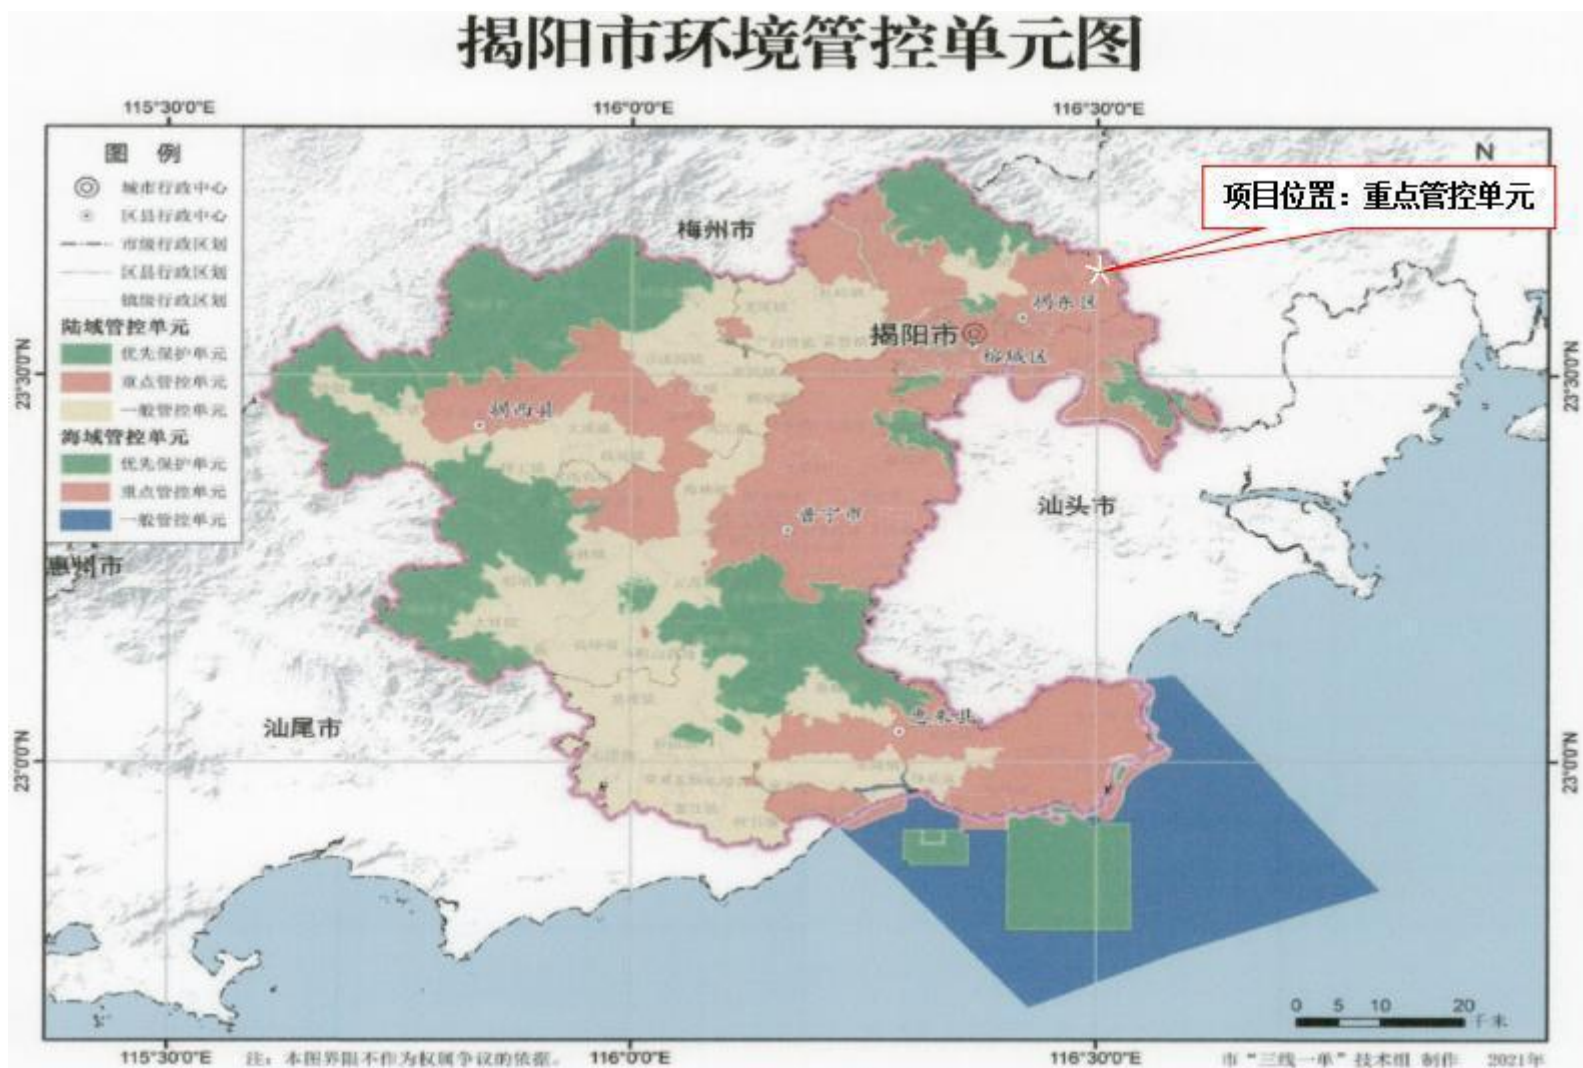 揭阳市环境管控单元图
115°30'0"E
116°0'0"E
116°30'0"E
图 例
城市行政中心
区县行政中心
市级行政区划
区县行政区划
镇级行政区划
陆域管控单元
优先保护单元
重点管控单元
一般管控单元
海域管控单元
优先保护单元
重点管控单元
一般管控单元
N
项目位置：重点管控单元
梅州市
揭东区
揭阳市
榕城区
23°30'0"N
23°30'0"N
揭西县
汕头市
普宁市
惠州市
汕尾市
惠来县
23°0'0"N
23°0'0"N
0 5 10 20
千米
115°30'0"E
注：本图界限不作为权属争议的依据。
116°0'0"E
116°30'0"E
市“三线一单”技术组 制作 2021年